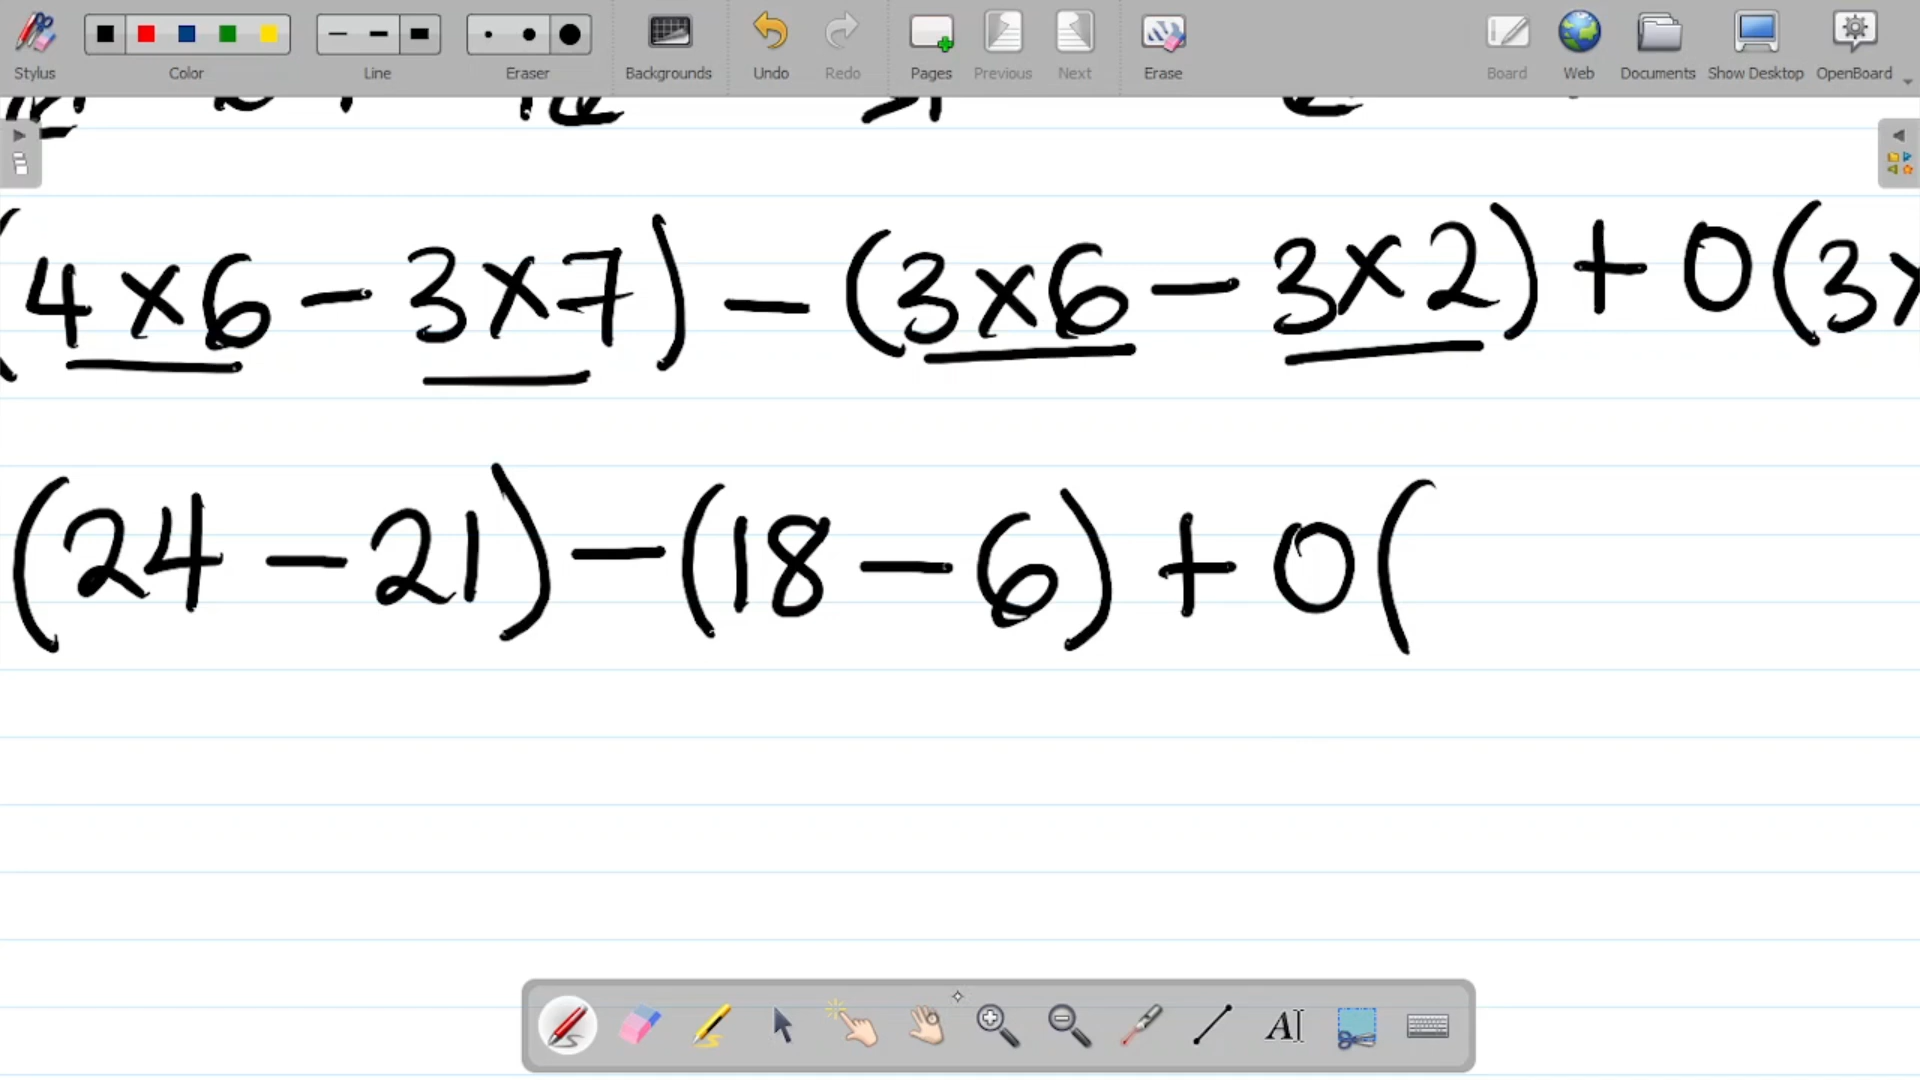 Stylus Color Line Eraser Backgrounds Undo Redo Pages Previous Next Erase Board Web Documents Show Desktop OpenBoard
(4×6 − 3×7) − (3×6 − 3×2) + 0(3×
(24 − 21) − (18 − 6) + 0(